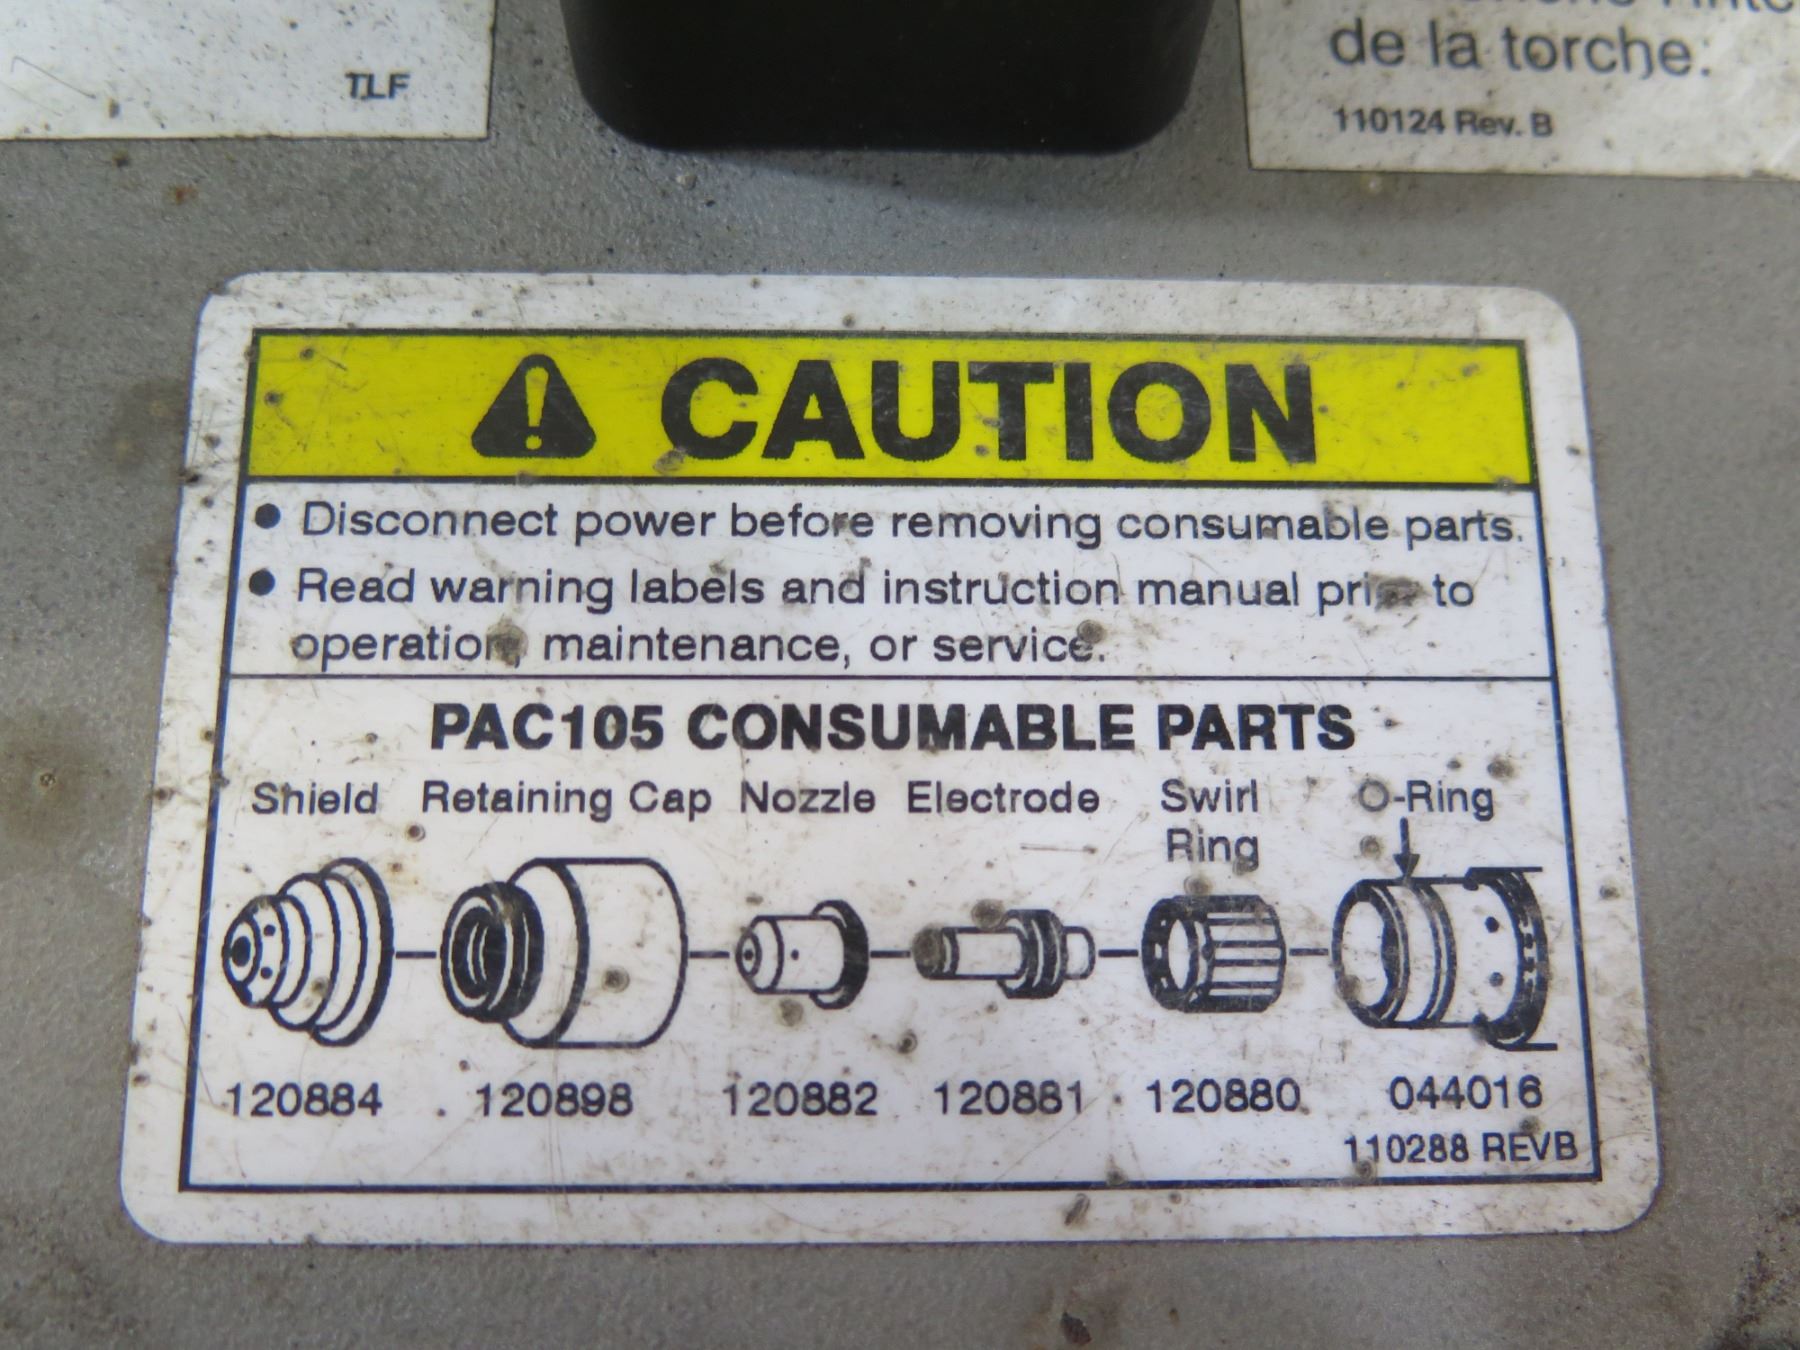 TLF
de la torche.
110124 Rev. B
CAUTION
• Disconnect power before removing consumable parts.
• Read warning labels and instruction manual prior to
operation, maintenance, or service.
PAC105 CONSUMABLE PARTS
Shield Retaining Cap Nozzle Electrode Swirl O-Ring
Ring
120884 120898 120882 120881 120880 044016
110288 REVB